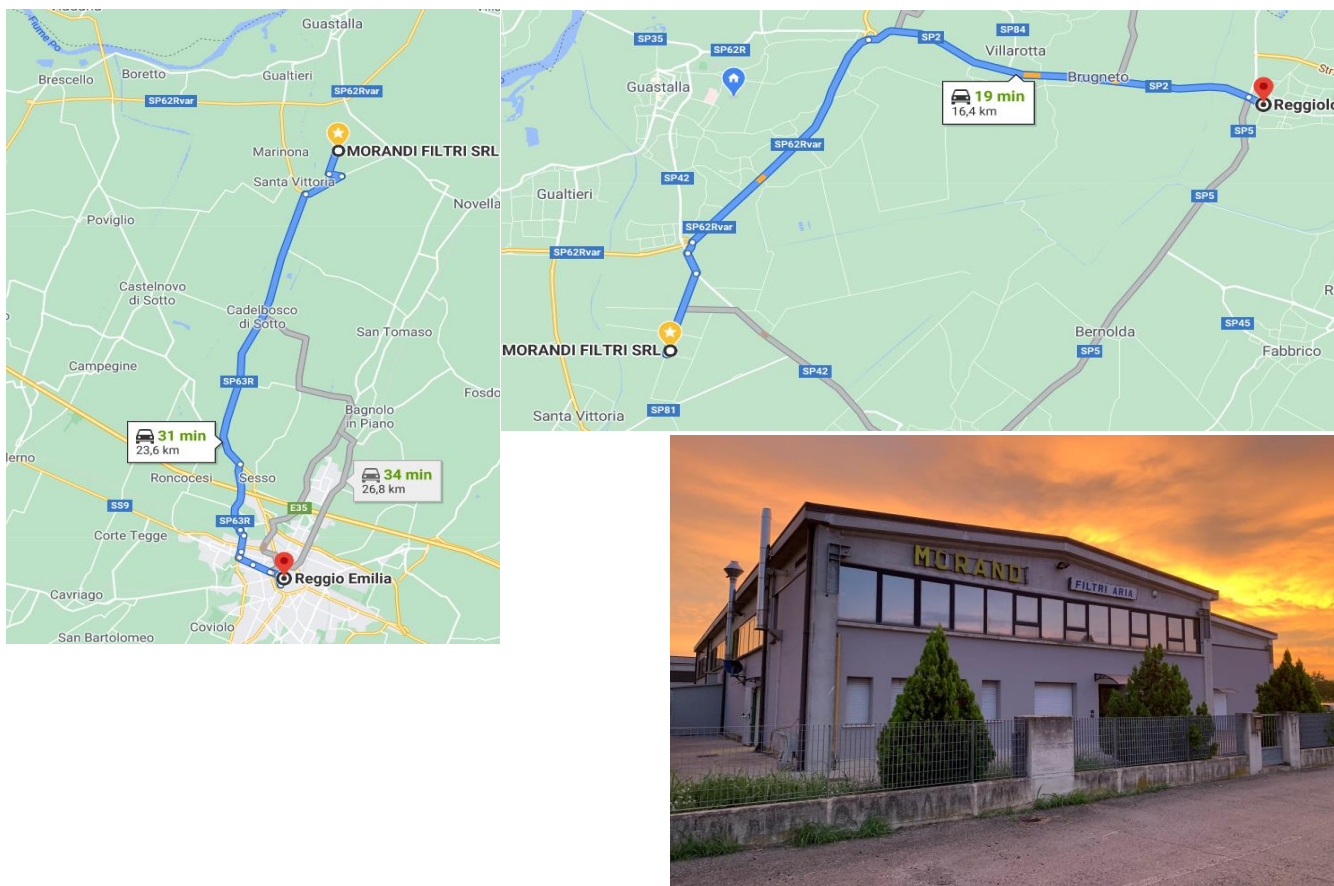 Guastalla
Fiume Po
Boretto
Gualtieri
Brescello
SP62Rvar
SP62Rvar
MORANDI FILTRI SRL
Marinona
Santa Vittoria
Novella
Poviglio
Castelnovo
di Sotto
Cadelbosco
di Sotto
San Tomaso
Campegine
SP63R
Fosdo
Bagnolo
in Piano
31 min
23,6 km
34 min
26,8 km
Roncocesi
Sesso
E35
SS9
SP63R
Corte Tegge
Reggio Emilia
Cavriago
Coviolo
San Bartolomeo
SP35
SP62R
SP2
SP84
Villarotta
Guastalla
Brugneto
SP2
19 min
16,4 km
Reggiolo
SP5
SP62Rvar
SP42
SP5
Gualtieri
SP62Rvar
SP62Rvar
MORANDI FILTRI SRL
Bernolda
SP45
SP5
Fabbrico
SP42
SP81
Santa Vittoria
MORAND
FILTRI ARIA